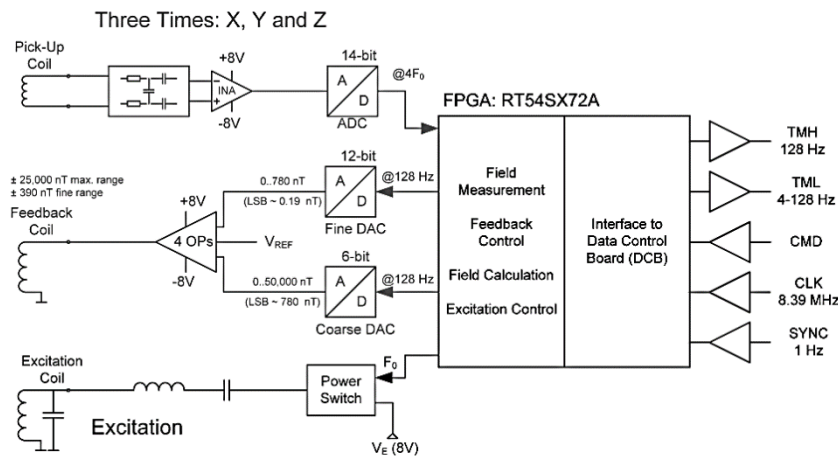 Three Times: X, Y and Z
Pick-Up
Coil
+8V
INA
-8V
14-bit
A
D
ADC
@4F₀
FPGA: RT54SX72A
± 25,000 nT max. range
± 390 nT fine range
Feedback
Coil
+8V
4 OPs
-8V
V_REF
0..780 nT
(LSB ~ 0.19 nT)
12-bit
A
D
Fine DAC
@128 Hz
0..50,000 nT
(LSB ~ 780 nT)
6-bit
A
D
Coarse DAC
@128 Hz
Field
Measurement
Feedback
Control
Field Calculation
Excitation Control
Interface to
Data Control
Board (DCB)
TMH
128 Hz
TML
4-128 Hz
CMD
CLK
8.39 MHz
SYNC
1 Hz
Excitation
Coil
Excitation
Power
Switch
F₀
V_E (8V)